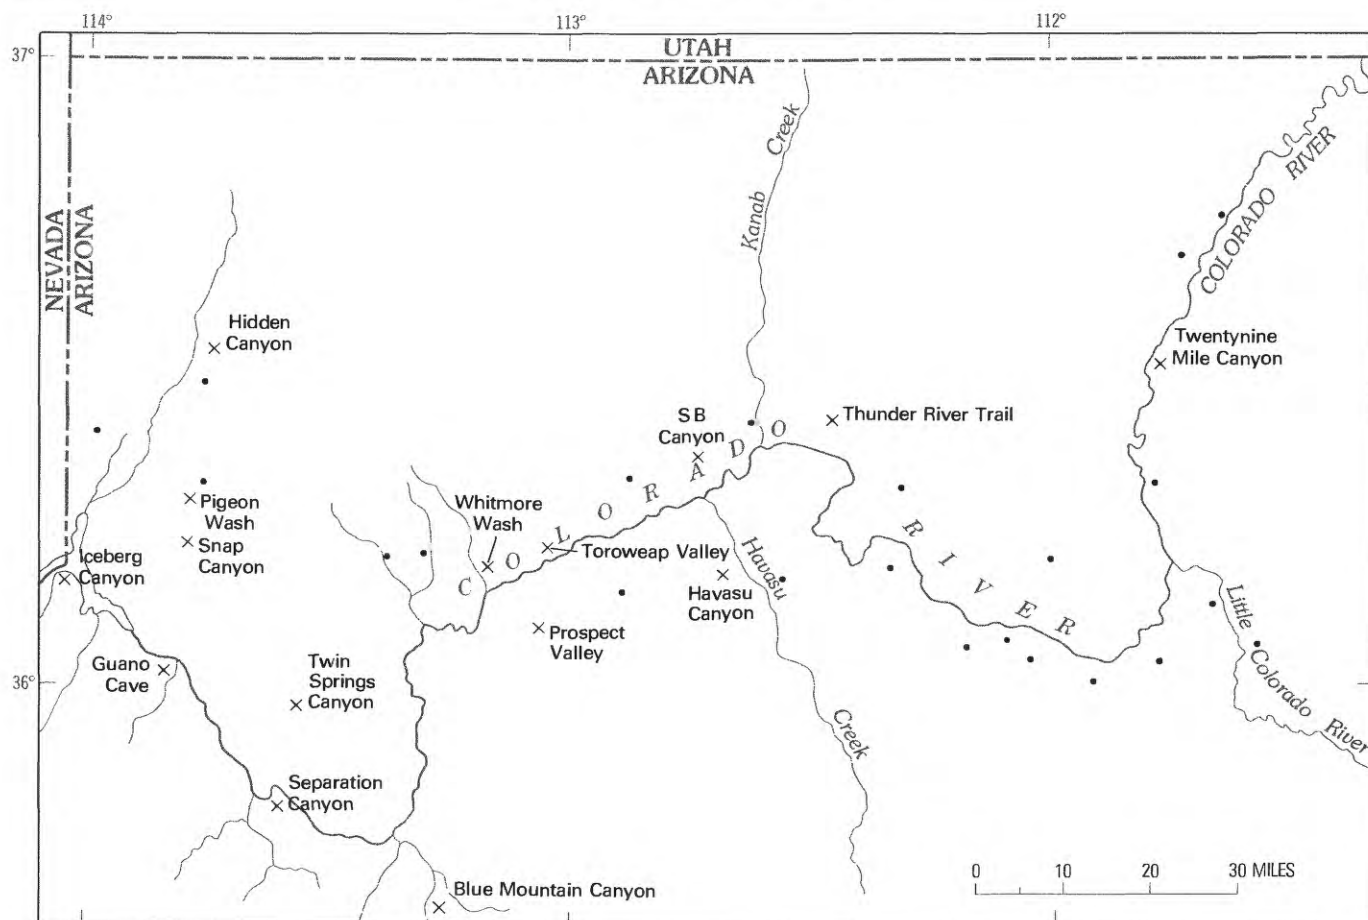 114°
113°
112°
37°
UTAH
ARIZONA
NEVADA
ARIZONA
Kanab Creek
COLORADO RIVER
Hidden
Canyon
Twentynine
Mile Canyon
SB
Canyon
Thunder River Trail
Pigeon
Wash
Snap
Canyon
Whitmore
Wash
COLORADO RIVER
Toroweap Valley
Iceberg
Canyon
Havasu Creek
Havasu
Canyon
Prospect
Valley
Little Colorado River
Guano
Cave
36°
Twin
Springs
Canyon
Separation
Canyon
Blue Mountain Canyon
0 10 20 30 MILES